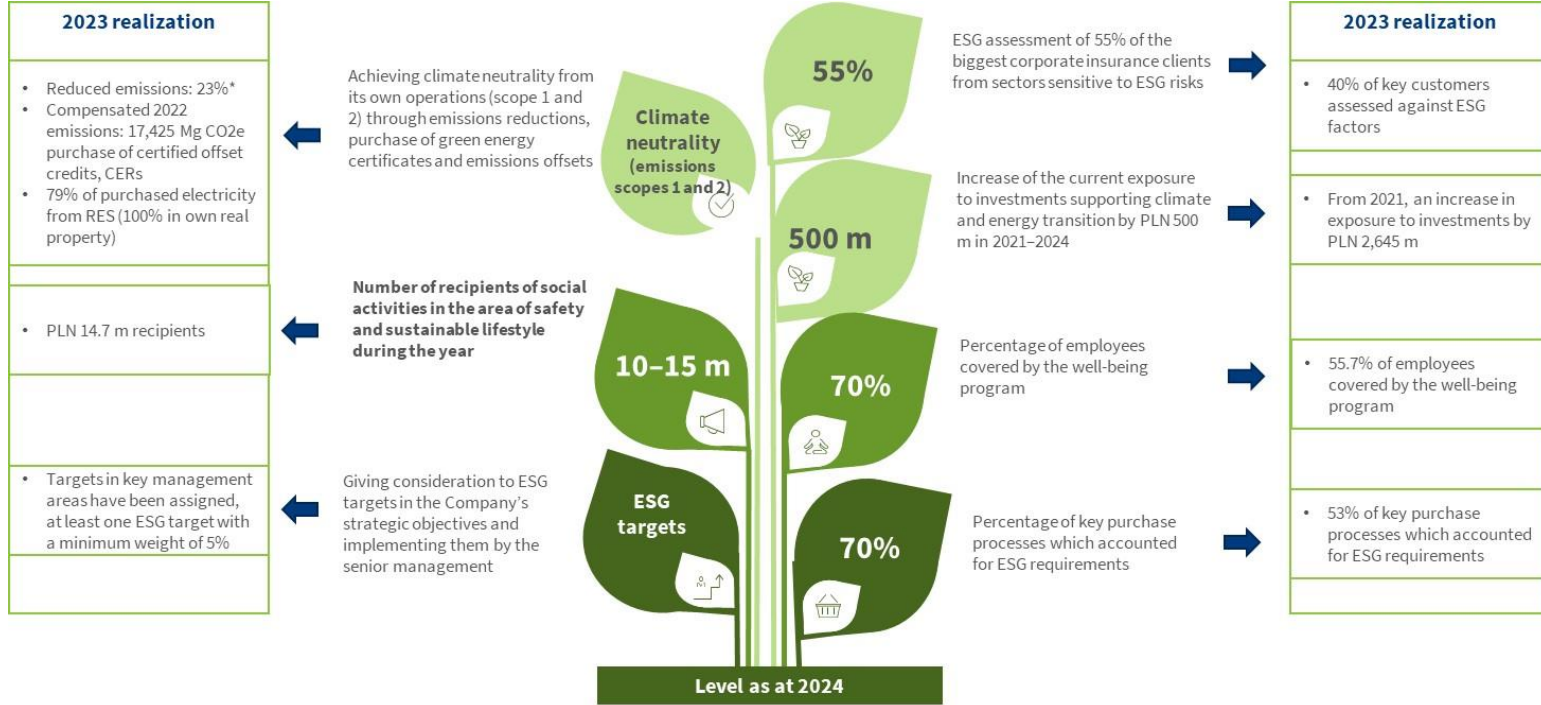 2023 realization
• Reduced emissions: 23%*
• Compensated 2022
emissions: 17,425 Mg CO2e
purchase of certified offset
credits, CERs
• 79% of purchased electricity
from RES (100% in own real
property)
• PLN 14.7 m recipients
• Targets in key management
areas have been assigned,
at least one ESG target with
a minimum weight of 5%
Achieving climate neutrality from
its own operations (scope 1 and
2) through emissions reductions,
purchase of green energy
certificates and emissions offsets
Number of recipients of social
activities in the area of safety
and sustainable lifestyle
during the year
Giving consideration to ESG
targets in the Company's
strategic objectives and
implementing them by the
senior management
Climate
neutrality
(emissions
scopes 1 and 2)
55%
500 m
10–15 m
70%
ESG
targets
70%
Level as at 2024
ESG assessment of 55% of the
biggest corporate insurance clients
from sectors sensitive to ESG risks
Increase of the current exposure
to investments supporting climate
and energy transition by PLN 500
m in 2021–2024
Percentage of employees
covered by the well-being
program
Percentage of key purchase
processes which accounted
for ESG requirements
2023 realization
• 40% of key customers
assessed against ESG
factors
• From 2021, an increase in
exposure to investments by
PLN 2,645 m
• 55.7% of employees
covered by the well-being
program
• 53% of key purchase
processes which accounted
for ESG requirements